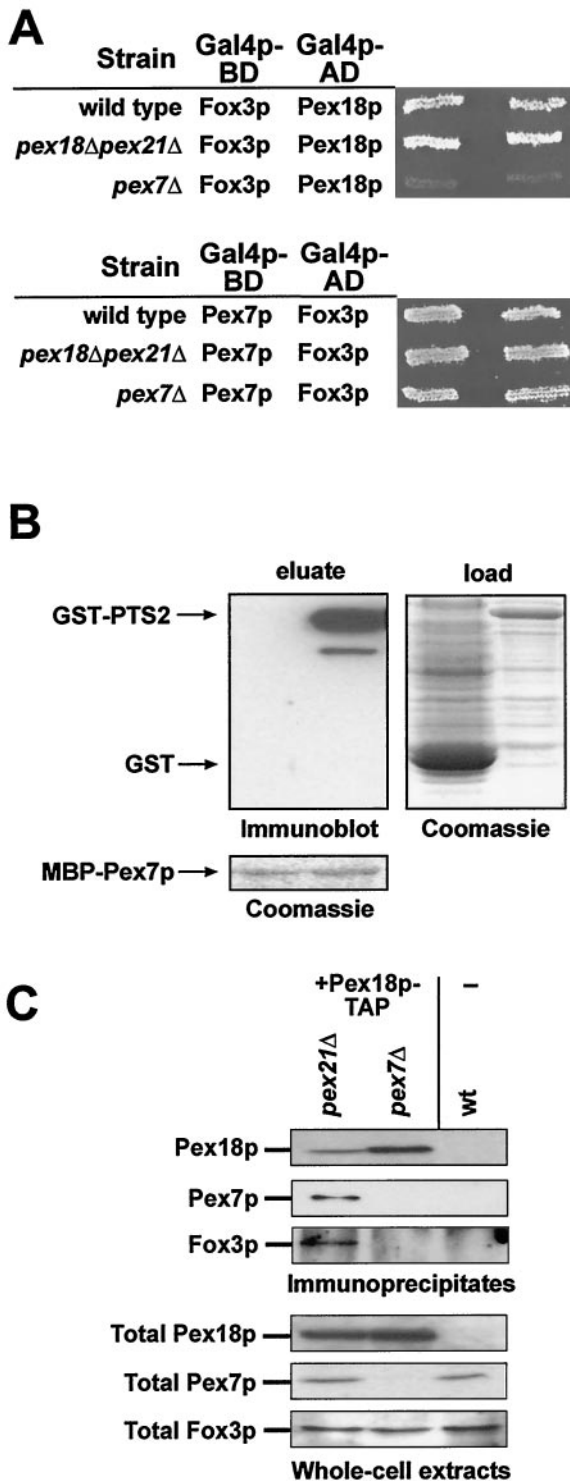 A
Strain Gal4p-BD Gal4p-AD
wild type Fox3p Pex18p
pex18Δpex21Δ Fox3p Pex18p
pex7Δ Fox3p Pex18p
Strain Gal4p-BD Gal4p-AD
wild type Pex7p Fox3p
pex18Δpex21Δ Pex7p Fox3p
pex7Δ Pex7p Fox3p
B
eluate load
GST-PTS2
GST
Immunoblot Coomassie
MBP-Pex7p
Coomassie
C
+Pex18p-
TAP
–
pex21Δ pex7Δ wt
Pex18p
Pex7p
Fox3p
Immunoprecipitates
Total Pex18p
Total Pex7p
Total Fox3p
Whole-cell extracts